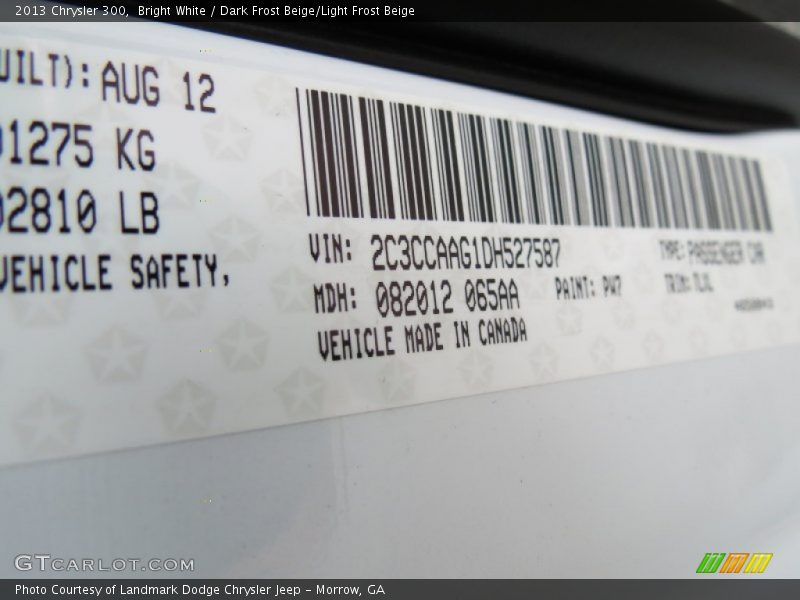 2013 Chrysler 300, Bright White / Dark Frost Beige/Light Frost Beige
UILT): AUG 12
1275 KG
2810 LB
VEHICLE SAFETY,
VIN: 2C3CCAAG1DH527587
TYPE: PASSENGER CAR
MDH: 082012 065AA
PAINT: PW7
TRIM:
VEHICLE MADE IN CANADA
GTCARLOT.COM
Photo Courtesy of Landmark Dodge Chrysler Jeep – Morrow, GA